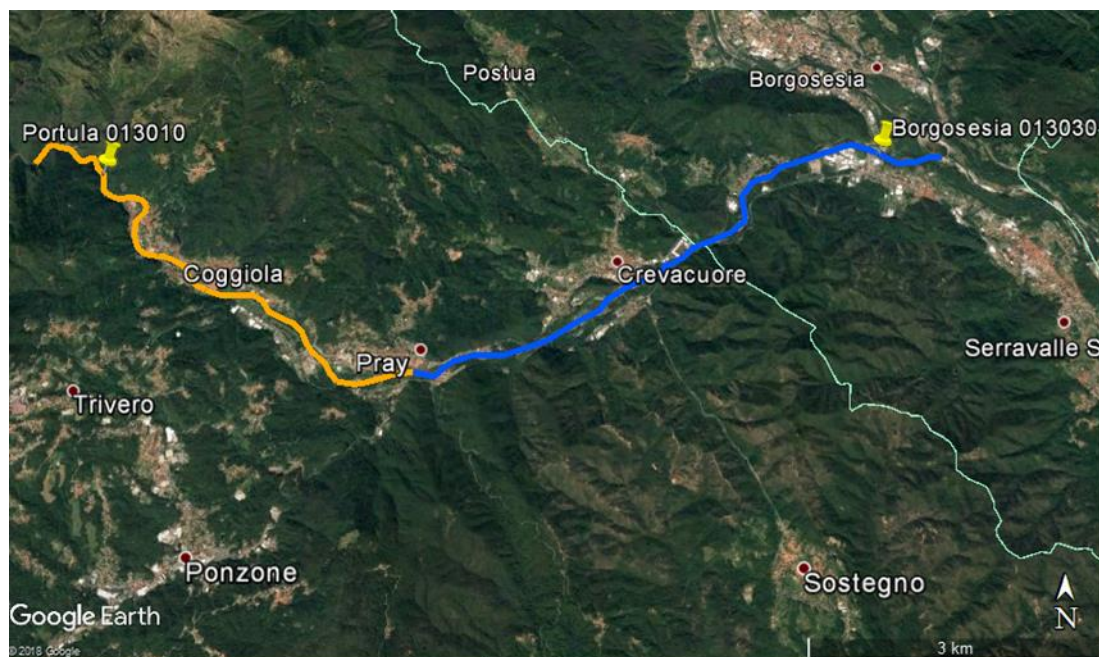 Postua
Borgosesia
Portula 013010
Borgosesia 013030
Coggiola
Crevacuore
Pray
Serravalle S
Trivero
Ponzone
Sostegno
N
Google Earth
© 2018 Google
3 km